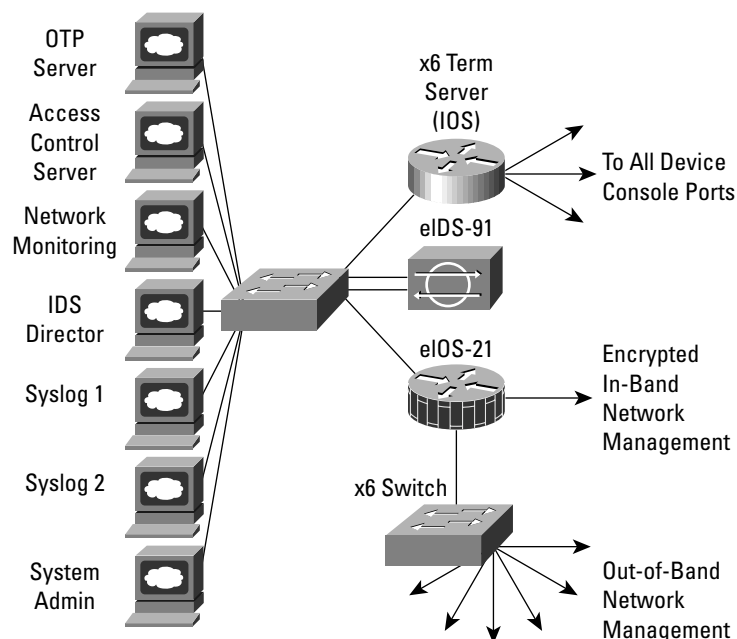 OTP
Server
Access
Control
Server
Network
Monitoring
IDS
Director
Syslog 1
Syslog 2
System
Admin
x6 Term
Server
(IOS)
To All Device
Console Ports
eIDS-91
eIOS-21
Encrypted
In-Band
Network
Management
x6 Switch
Out-of-Band
Network
Management